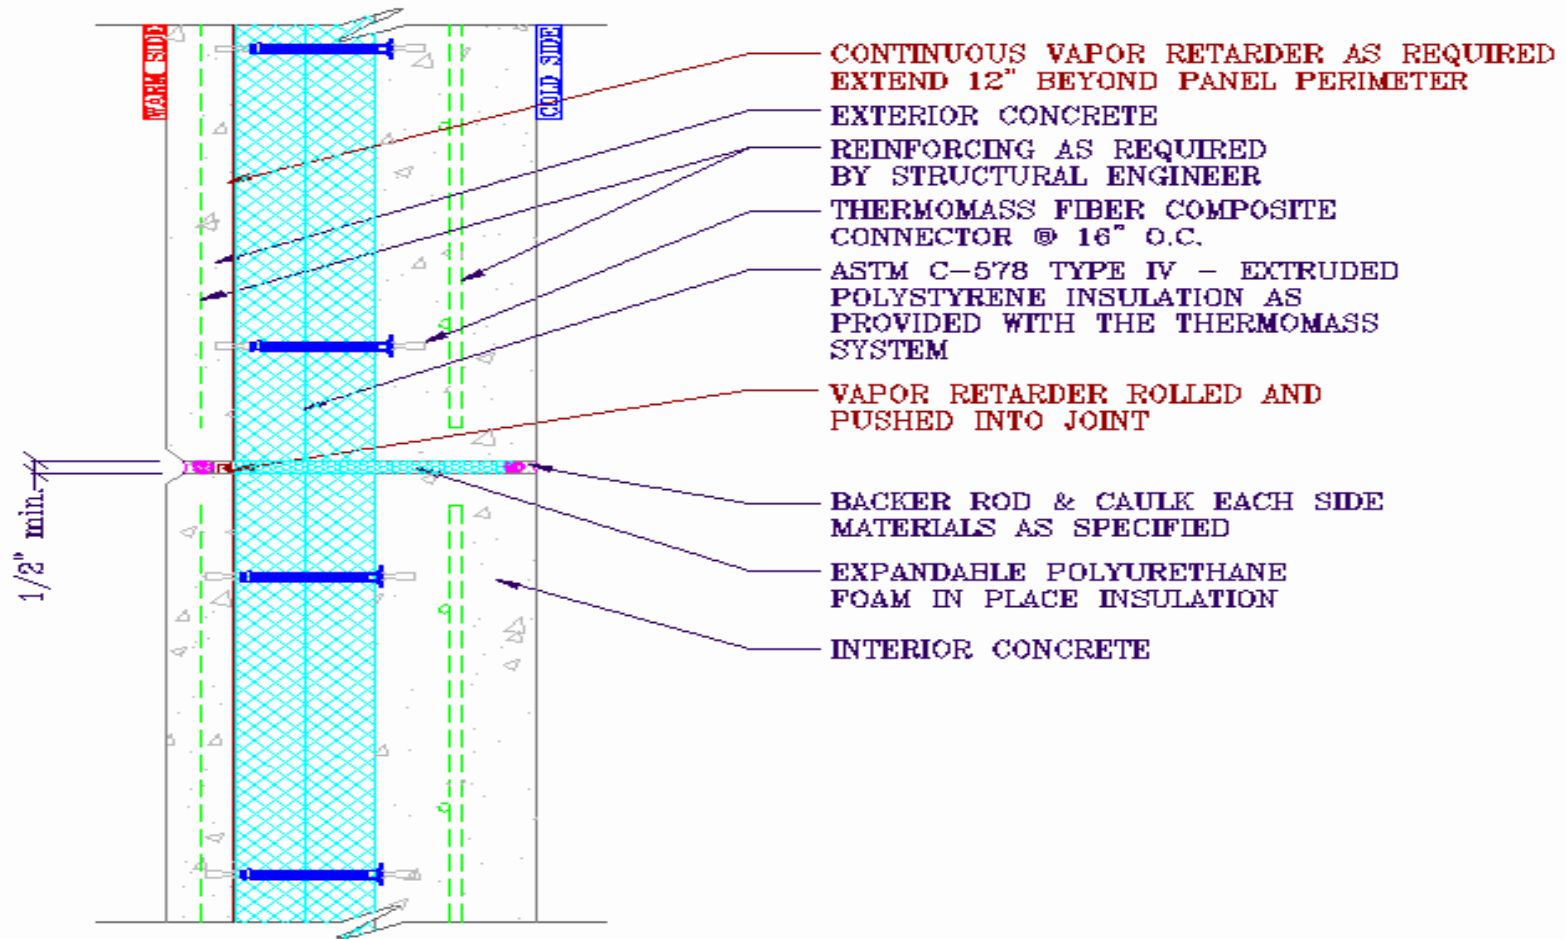 WARM SIDE
COLD SIDE
CONTINUOUS VAPOR RETARDER AS REQUIRED
EXTEND 12" BEYOND PANEL PERIMETER
EXTERIOR CONCRETE
REINFORCING AS REQUIRED
BY STRUCTURAL ENGINEER
THERMOMASS FIBER COMPOSITE
CONNECTOR @ 16" O.C.
ASTM C-578 TYPE IV - EXTRUDED
POLYSTYRENE INSULATION AS
PROVIDED WITH THE THERMOMASS
SYSTEM
VAPOR RETARDER ROLLED AND
PUSHED INTO JOINT
1/2" min.
BACKER ROD & CAULK EACH SIDE
MATERIALS AS SPECIFIED
EXPANDABLE POLYURETHANE
FOAM IN PLACE INSULATION
INTERIOR CONCRETE